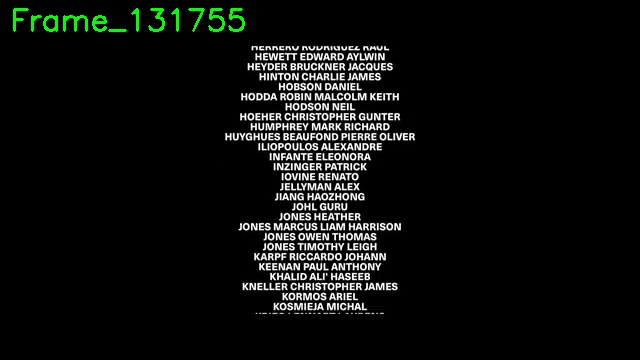 Frame_131755
HERRERO RODRIGUEZ RAUL
HEWETT EDWARD AYLWIN
HEYDER BRUCKNER JACQUES
HINTON CHARLIE JAMES
HOBSON DANIEL
HODDA ROBIN MALCOLM KEITH
HODSON NEIL
HOEHER CHRISTOPHER GUNTER
HUMPHREY MARK RICHARD
HUYGHUES BEAUFOND PIERRE OLIVER
ILIOPOULOS ALEXANDRE
INFANTE ELEONORA
INZINGER PATRICK
IOVINE RENATO
JELLYMAN ALEX
JIANG HAOZHONG
JOHL GURU
JONES HEATHER
JONES MARCUS LIAM HARRISON
JONES OWEN THOMAS
JONES TIMOTHY LEIGH
KARPF RICCARDO JOHANN
KEENAN PAUL ANTHONY
KHALID ALI' HASEEB
KNELLER CHRISTOPHER JAMES
KORMOS ARIEL
KOSMIEJA MICHAL